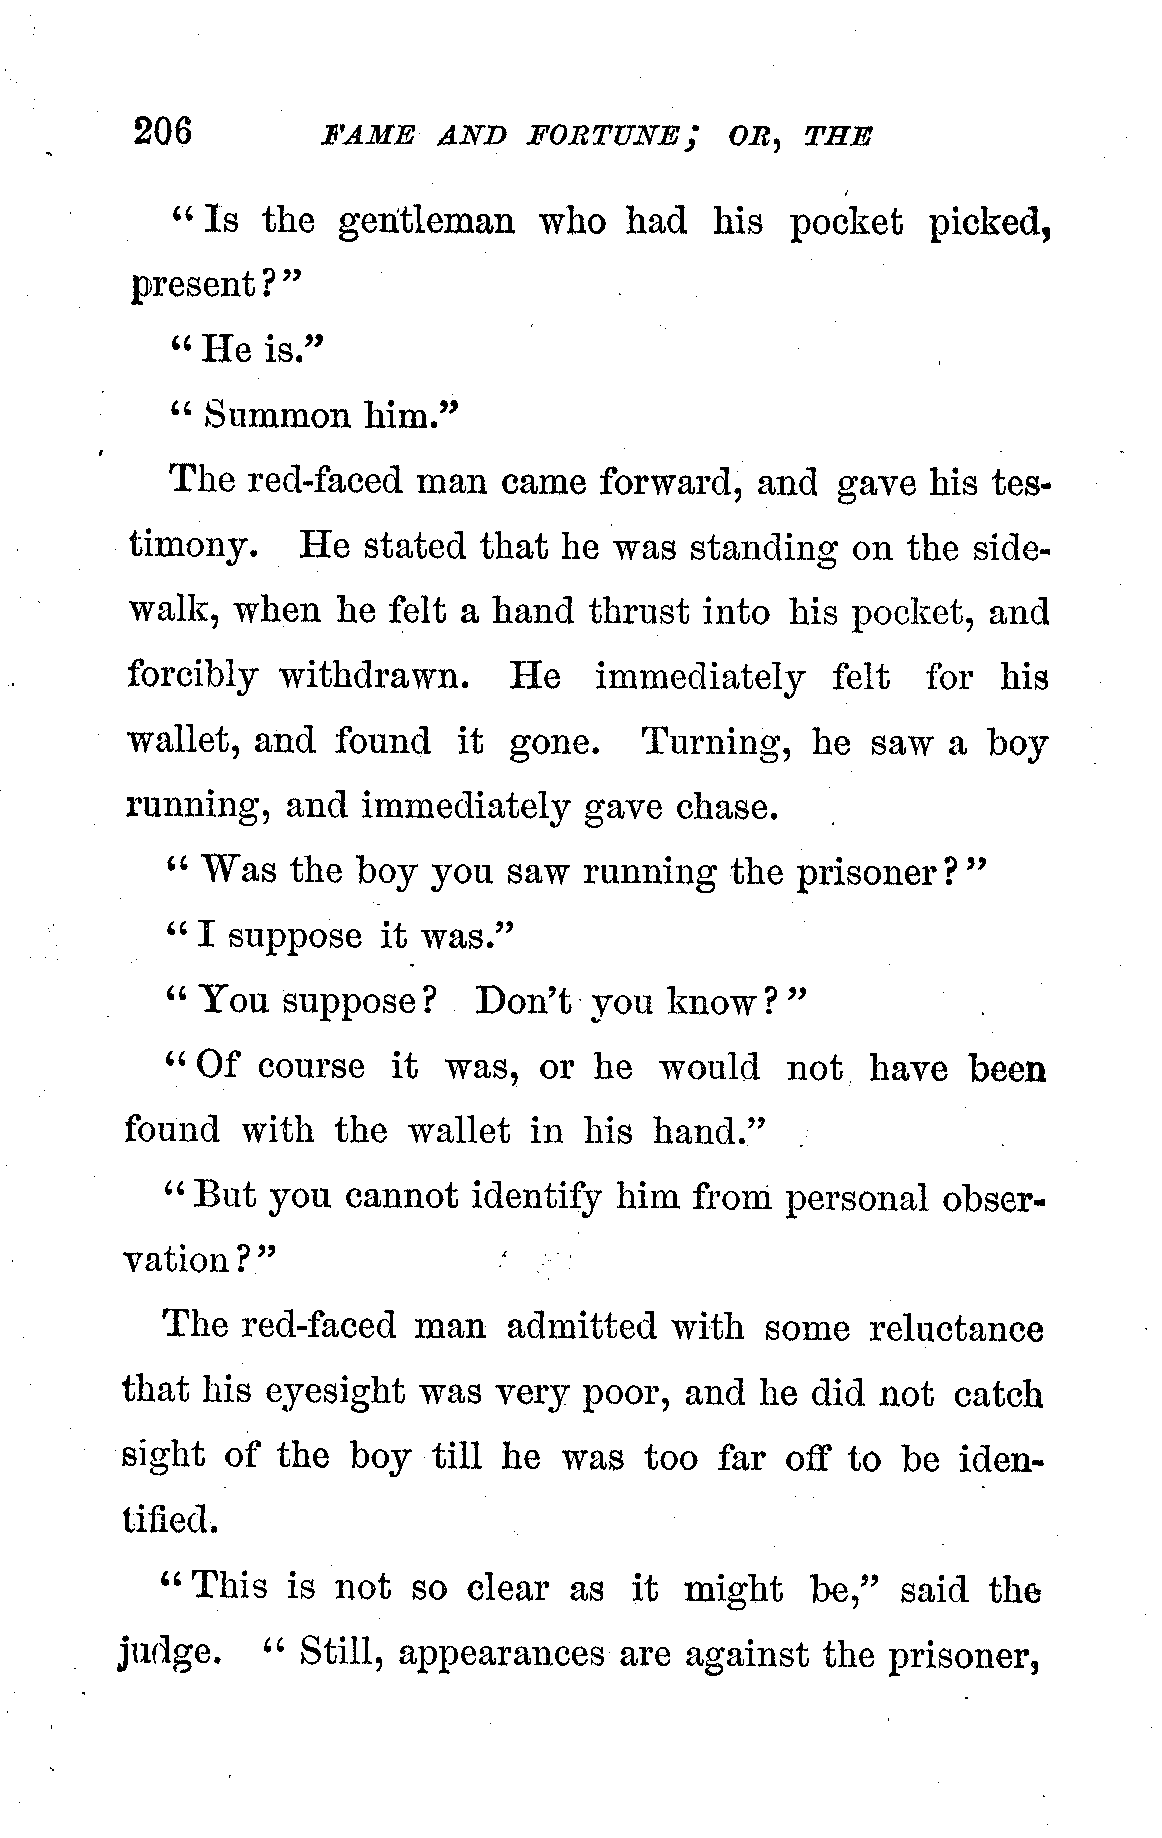 206 FAME AND FORTUNE; OR, THE
"Is the gentleman who had his pocket picked,
present?"
"He is."
"Summon him."
The red-faced man came forward, and gave his tes-
timony. He stated that he was standing on the side-
walk, when he felt a hand thrust into his pocket, and
forcibly withdrawn. He immediately felt for his
wallet, and found it gone. Turning, he saw a boy
running, and immediately gave chase.
"Was the boy you saw running the prisoner?"
"I suppose it was."
"You suppose? Don't you know?"
"Of course it was, or he would not have been
found with the wallet in his hand."
"But you cannot identify him from personal obser-
vation?"
The red-faced man admitted with some reluctance
that his eyesight was very poor, and he did not catch
sight of the boy till he was too far off to be iden-
tified.
"This is not so clear as it might be," said the
judge. "Still, appearances are against the prisoner,